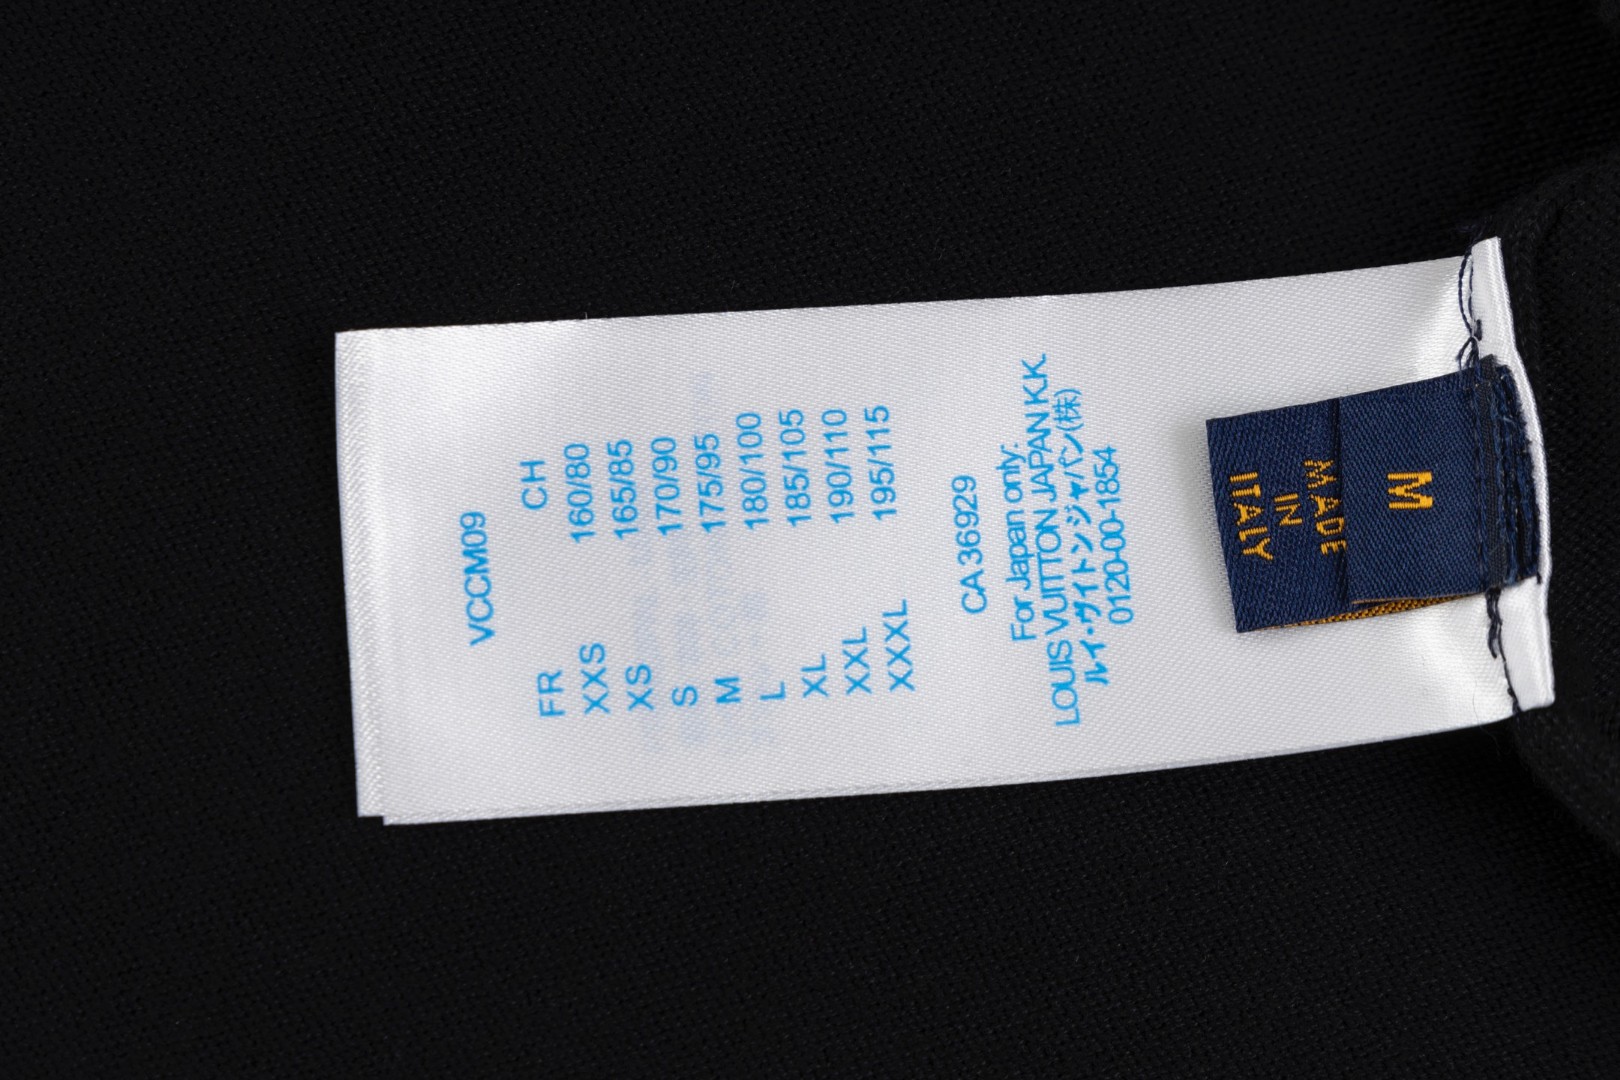 VCCM09
FR CH
XXS 160/80
XS 165/85
S 170/90
M 175/95
L 180/100
XL 185/105
XXL 190/110
XXXL 195/115
CA 36929
For Japan only:
LOUIS VUITTON JAPAN K.K.
ルイ・ヴィトンジャパン(株)
0120-00-1854
M
MADE
IN
ITALY